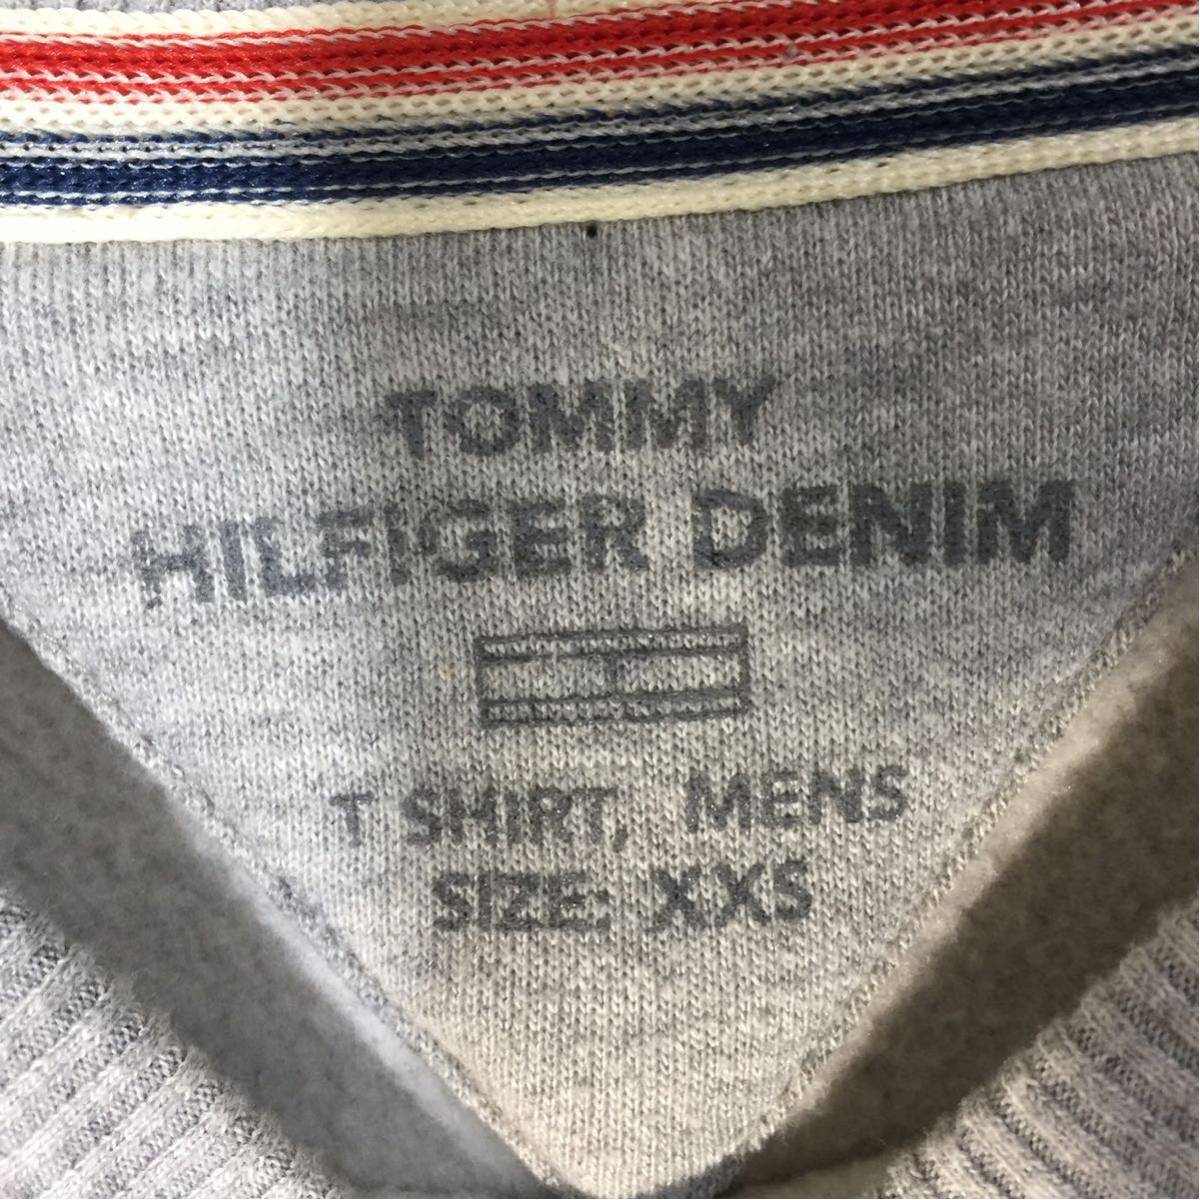 TOMMY
HILFIGER DENIM
T SHIRT, MENS
SIZE: XXS